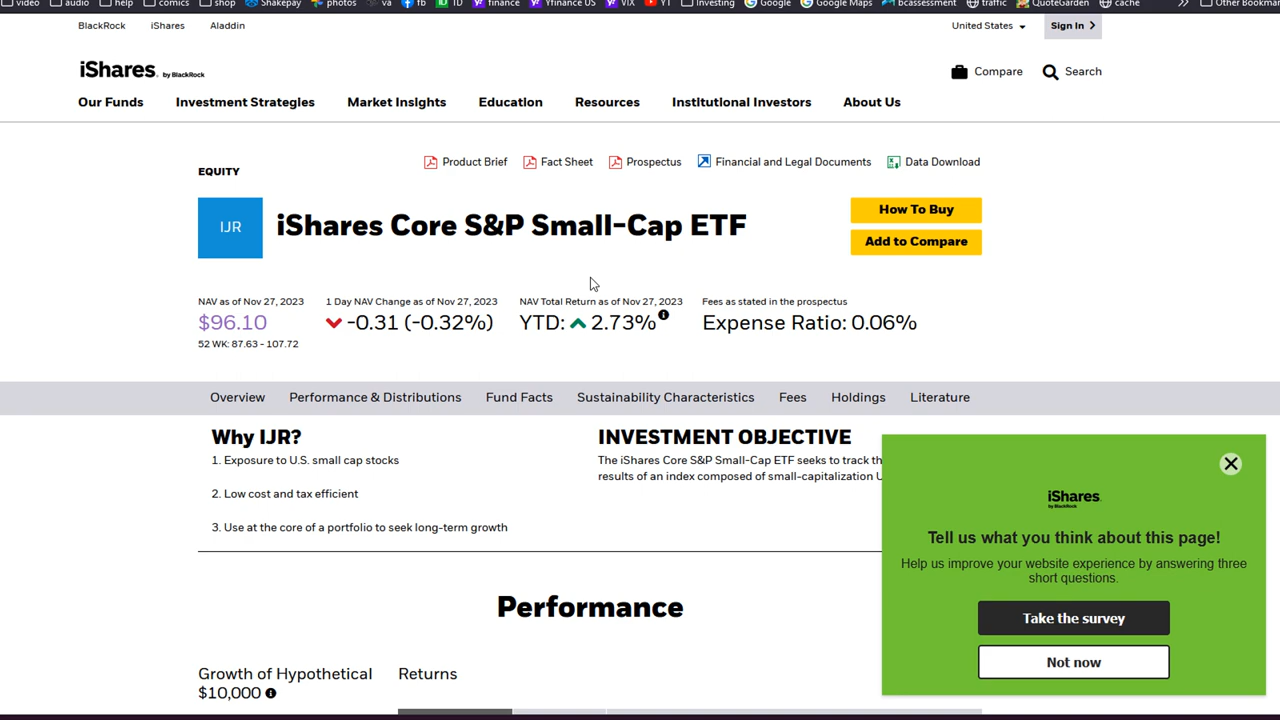 video audio help comics shop Shakepay photos va fb TD finance Yfinance US VIX YT Investing Google Google Maps bcassessment traffic QuoteGarden cache Other Bookmar
BlackRock iShares Aladdin United States Sign In
iShares. by BlackRock Compare Search
Our Funds Investment Strategies Market Insights Education Resources Institutional Investors About Us
EQUITY Product Brief Fact Sheet Prospectus Financial and Legal Documents Data Download
IJR iShares Core S&P Small-Cap ETF
How To Buy
Add to Compare
NAV as of Nov 27, 2023 1 Day NAV Change as of Nov 27, 2023 NAV Total Return as of Nov 27, 2023 Fees as stated in the prospectus
$96.10 -0.31 (-0.32%) YTD: 2.73% Expense Ratio: 0.06%
52 WK: 87.63 - 107.72
Overview Performance & Distributions Fund Facts Sustainability Characteristics Fees Holdings Literature
Why IJR?
1. Exposure to U.S. small cap stocks
2. Low cost and tax efficient
3. Use at the core of a portfolio to seek long-term growth
INVESTMENT OBJECTIVE
The iShares Core S&P Small-Cap ETF seeks to track th
results of an index composed of small-capitalization U
iShares.
by BlackRock
Tell us what you think about this page!
Help us improve your website experience by answering three
short questions.
Take the survey
Not now
Performance
Growth of Hypothetical
$10,000
Returns